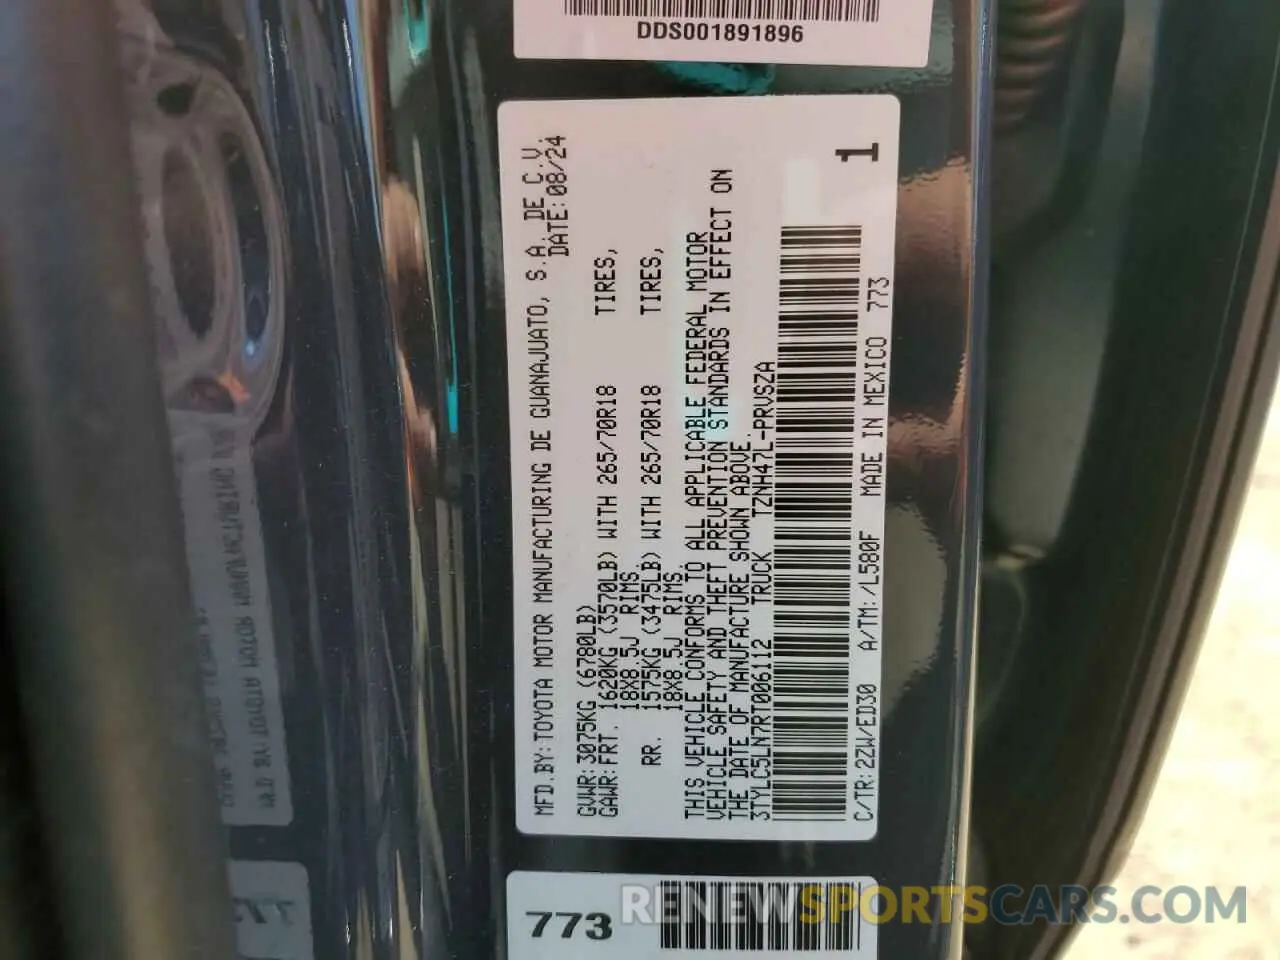 DDS001891896
MFD.BY:TOYOTA MOTOR MANUFACTURING DE GUANAJUATO, S.A. DE C.V.
DATE:08/24
GVWR:3075KG (6780LB)
GAWR:FRT. 1620KG (3570LB) WITH 265/70R18 TIRES,
18X8.5J RIMS.
RR. 1575KG (3475LB) WITH 265/70R18 TIRES,
18X8.5J RIMS.
THIS VEHICLE CONFORMS TO ALL APPLICABLE FEDERAL MOTOR
VEHICLE SAFETY AND THEFT PREVENTION STANDARDS IN EFFECT ON
THE DATE OF MANUFACTURE SHOWN ABOVE.
3TYLC5LN7RT006112 TRUCK TZNH47L-PRVSZA
C/TR:2ZW/ED30 A/TM:/L580F MADE IN MEXICO 773
1
773
RENEWSPORTSCARS.COM